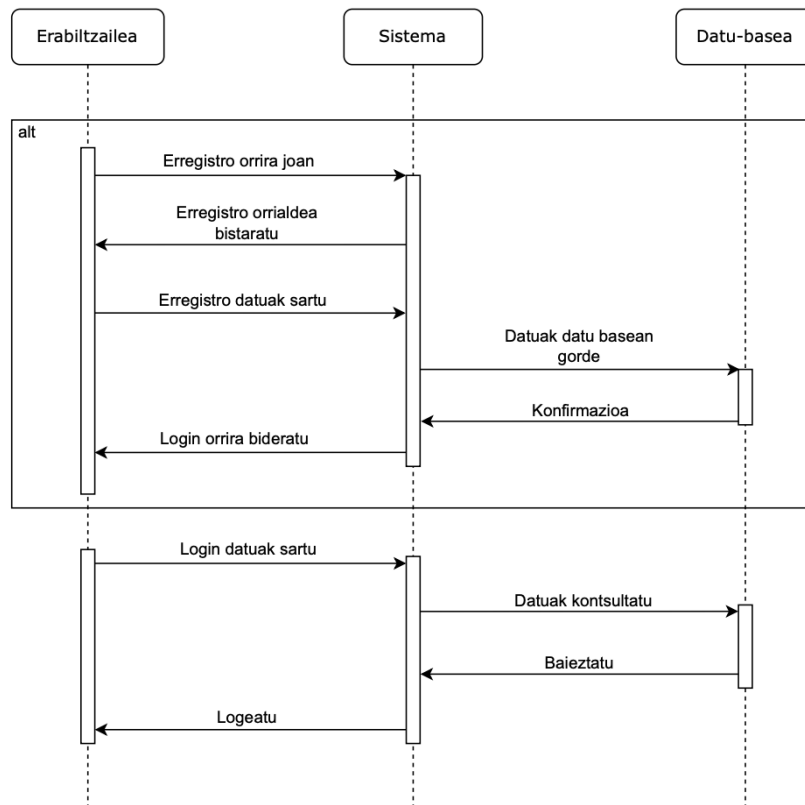 Erabiltzailea
Sistema
Datu-basea
alt
Erregistro orrira joan
Erregistro orrialdea
bistaratu
Erregistro datuak sartu
Datuak datu basean
gorde
Konfirmazioa
Login orrira bideratu
Login datuak sartu
Datuak kontsultatu
Baieztatu
Logeatu